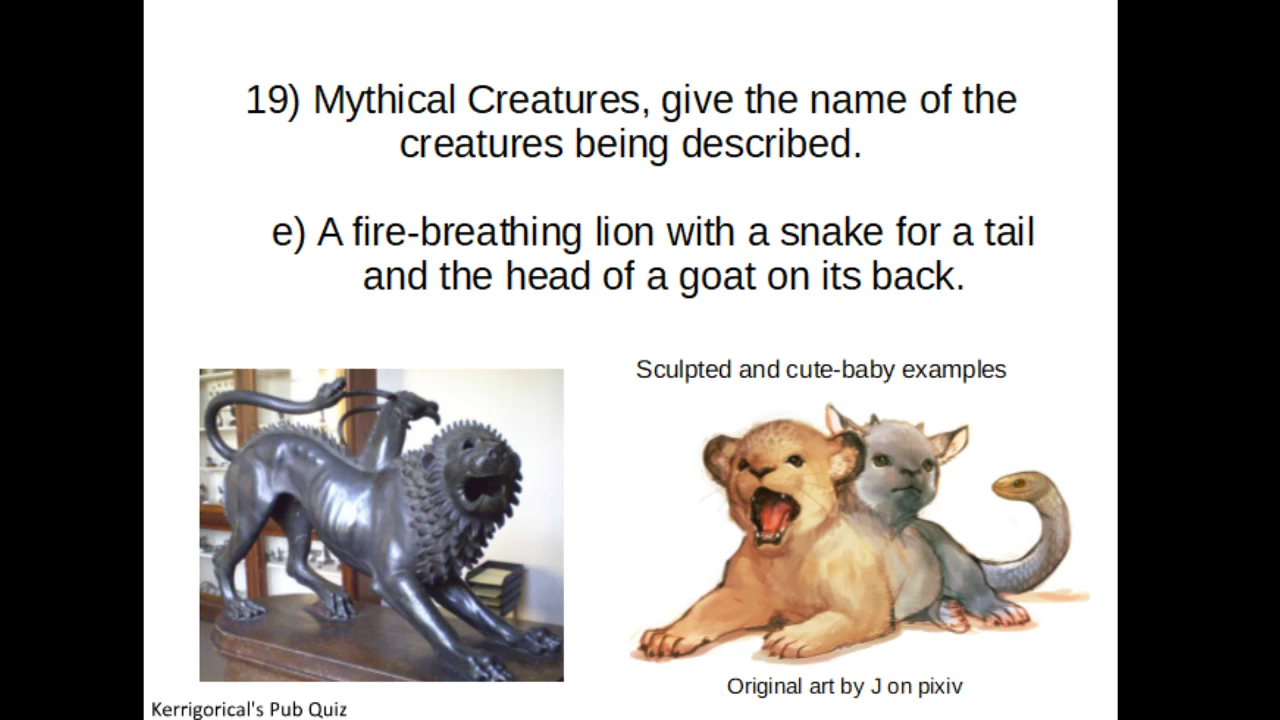 19) Mythical Creatures, give the name of the
creatures being described.
e) A fire-breathing lion with a snake for a tail
and the head of a goat on its back.
Sculpted and cute-baby examples
Original art by J on pixiv
Kerrigorical's Pub Quiz